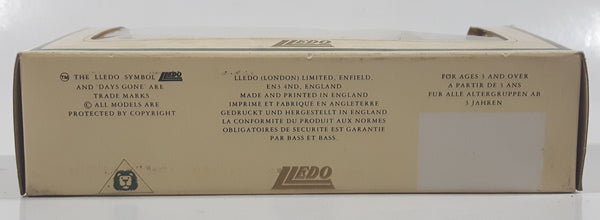 LLEDO
™ THE LLEDO SYMBOL LLEDO
AND 'DAYS GONE' ARE
TRADE MARKS
© ALL MODELS ARE
PROTECTED BY COPYRIGHT
LLEDO (LONDON) LIMITED, ENFIELD,
EN3 4ND, ENGLAND
MADE AND PRINTED IN ENGLAND
IMPRIME ET FABRIQUE EN ANGLETERRE
GEDRUCKT UND HERGESTELLT IN ENGLAND
LA CONFORMITE DU PRODUIT AUX NORMES
OBLIGATOIRES DE SECURITE EST GARANTIE
PAR BASS ET BASS.
FOR AGES 3 AND OVER
A PARTIR DE 3 ANS
FUR ALLE ALTERGRUPPEN AB
3 JAHREN
LLEDO